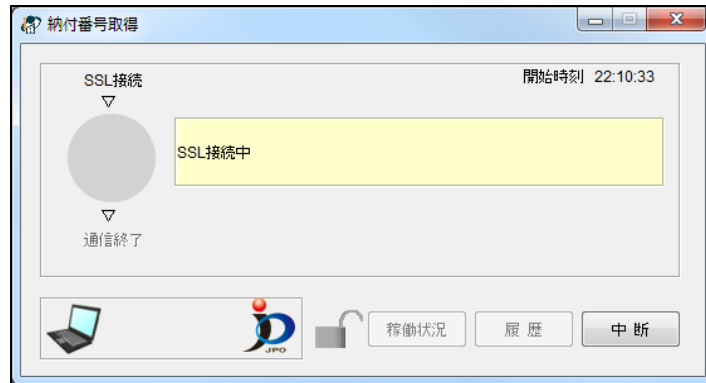 納付番号取得
SSL接続
開始時刻 22:10:33
▽
SSL接続中
▽
通信終了
JPO
稼働状況
履 歴
中 断